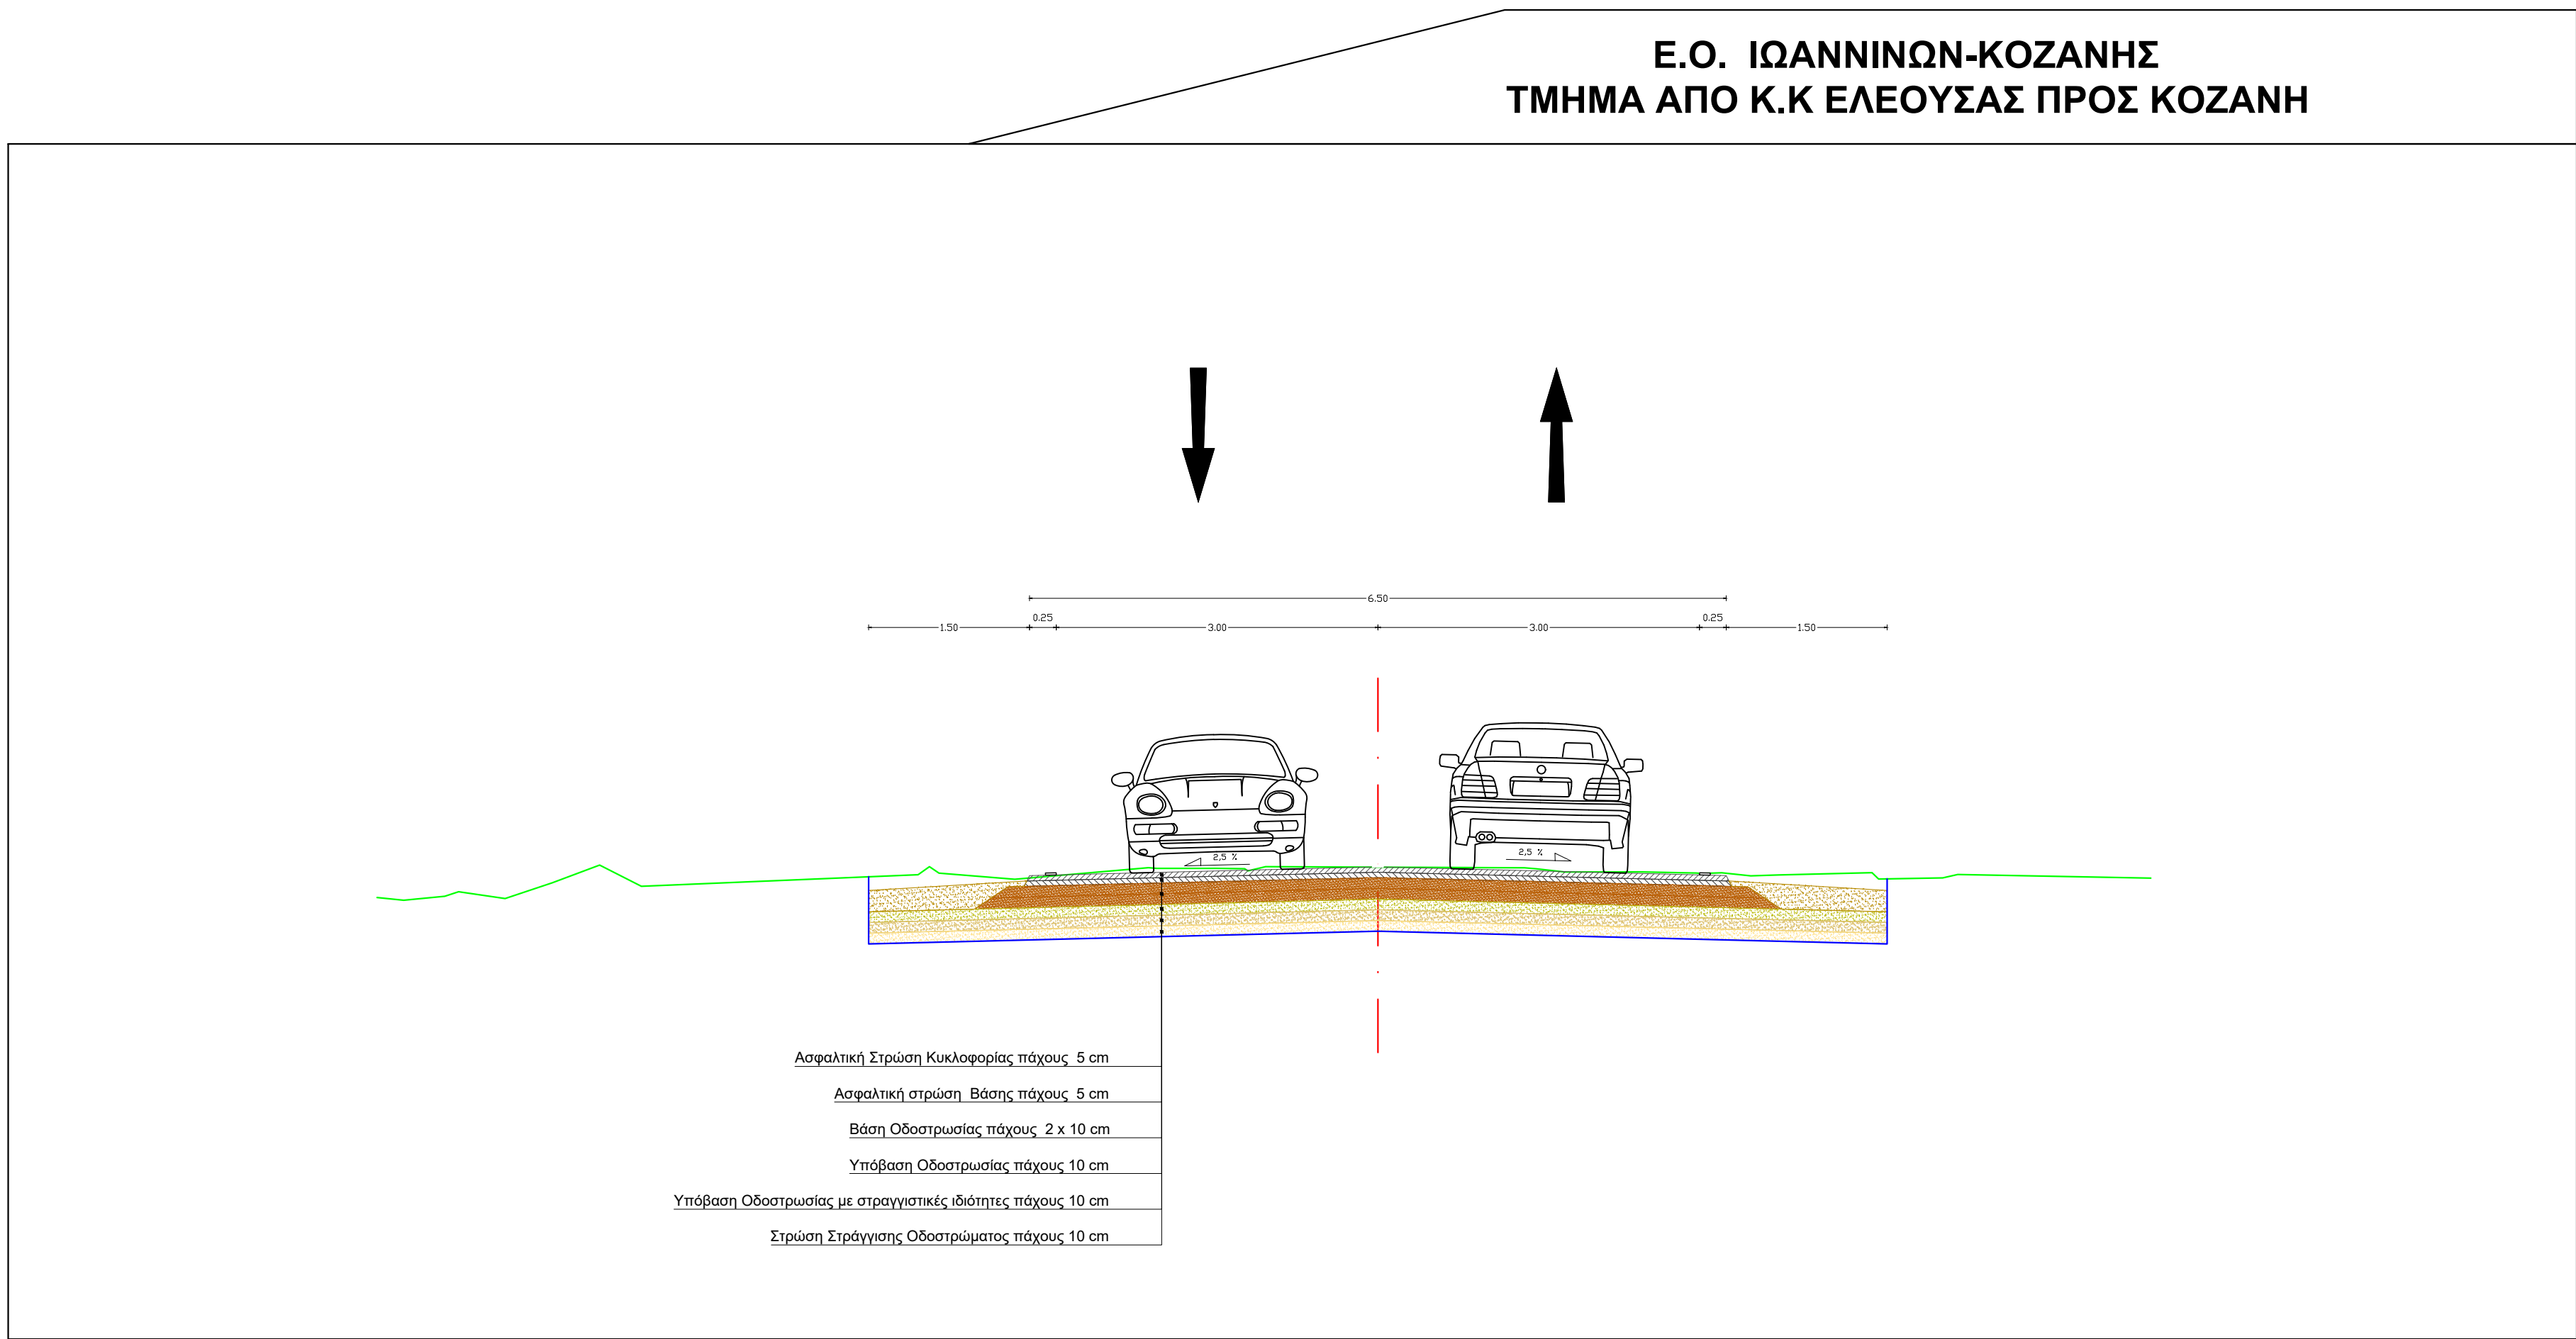 Ε.Ο. ΙΩΑΝΝΙΝΩΝ-ΚΟΖΑΝΗΣ
ΤΜΗΜΑ ΑΠΟ Κ.Κ ΕΛΕΟΥΣΑΣ ΠΡΟΣ ΚΟΖΑΝΗ
6.50
1.50 0.25 3.00 3.00 0.25 1.50
2,5 % 2,5 %
Ασφαλτική Στρώση Κυκλοφορίας πάχους 5 cm
Ασφαλτική στρώση Βάσης πάχους 5 cm
Βάση Οδοστρωσίας πάχους 2 x 10 cm
Υπόβαση Οδοστρωσίας πάχους 10 cm
Υπόβαση Οδοστρωσίας με στραγγιστικές ιδιότητες πάχους 10 cm
Στρώση Στράγγισης Οδοστρώματος πάχους 10 cm